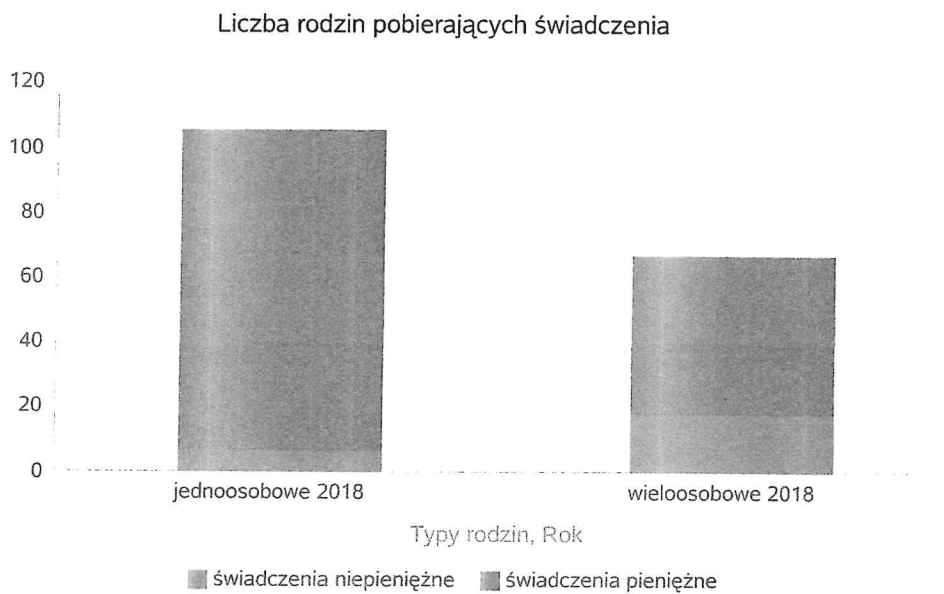 Liczba rodzin pobierających świadczenia
120
100
80
60
40
20
0
jednoosobowe 2018
wieloosobowe 2018
Typy rodzin, Rok
świadczenia niepieniężne
świadczenia pieniężne